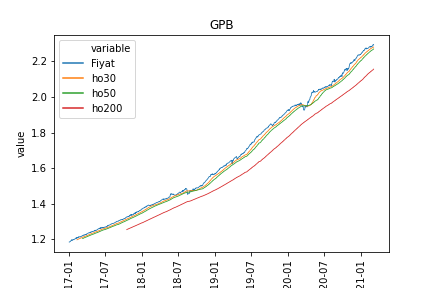 GPB
variable
Fiyat
ho30
ho50
ho200
value
2.2
2.0
1.8
1.6
1.4
1.2
17-01
17-07
18-01
18-07
19-01
19-07
20-01
20-07
21-01